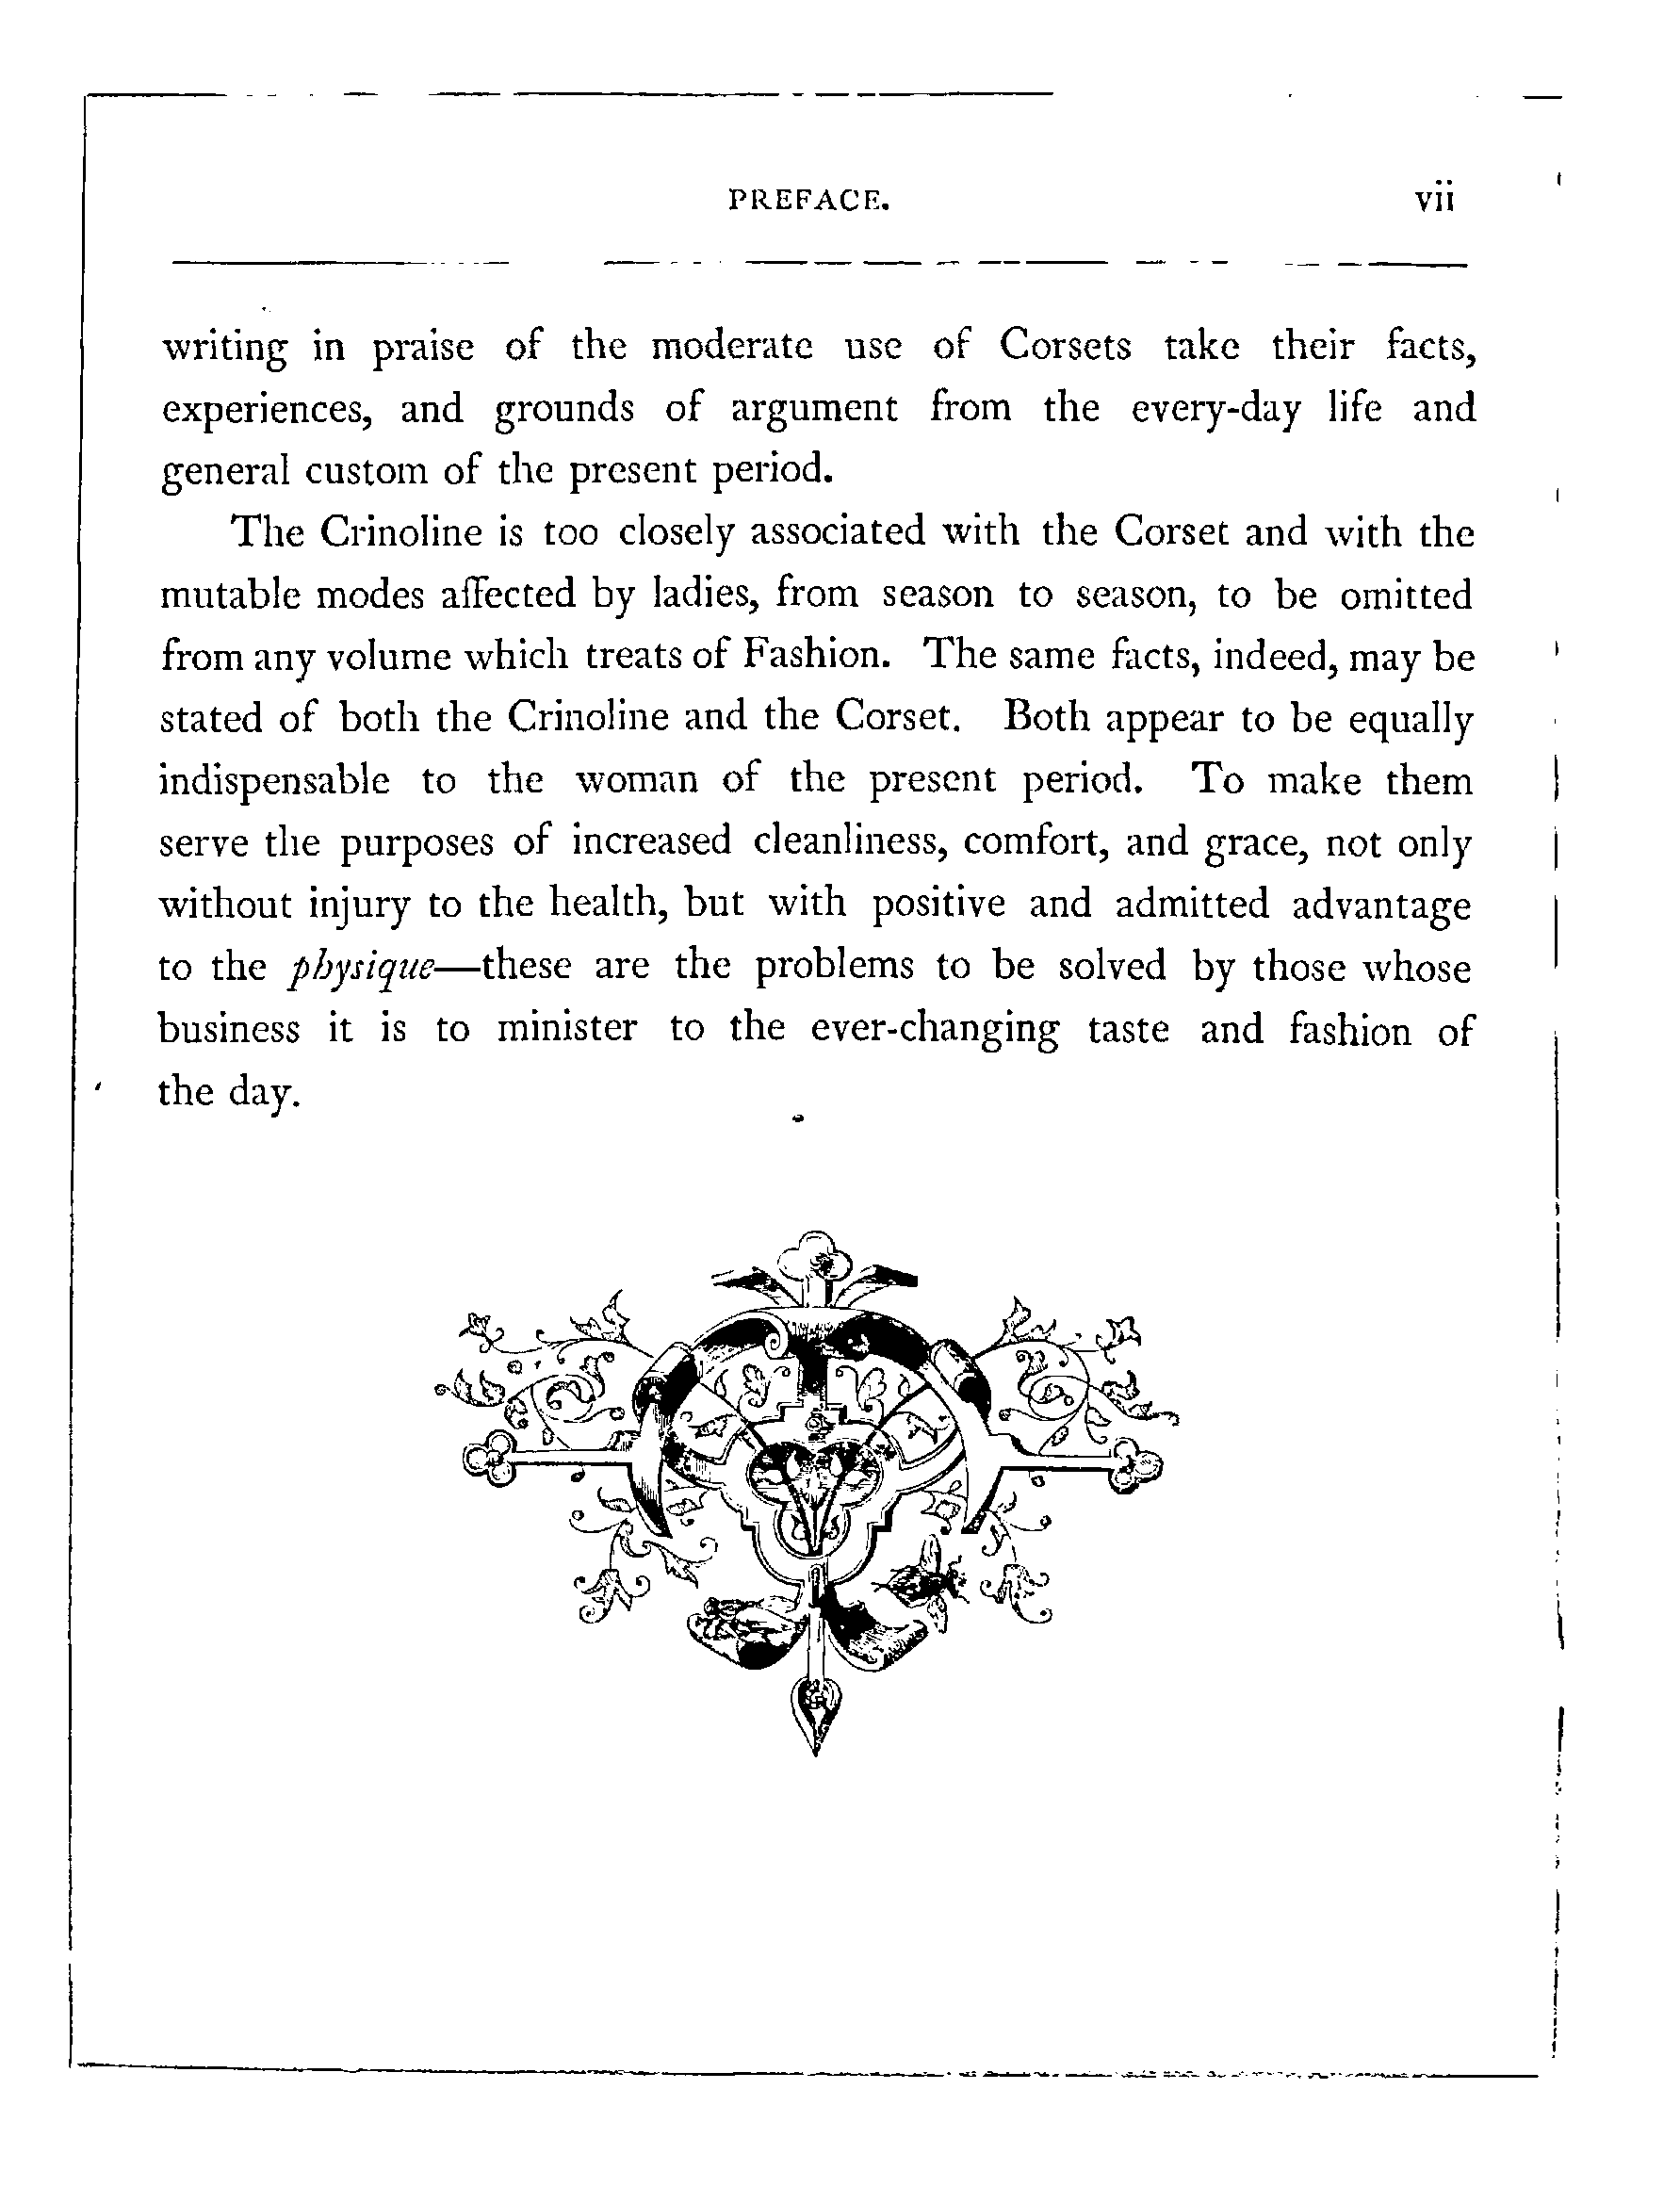 PREFACE. vii
writing in praise of the moderate use of Corsets take their facts,
experiences, and grounds of argument from the every-day life and
general custom of the present period.
The Crinoline is too closely associated with the Corset and with the
mutable modes affected by ladies, from season to season, to be omitted
from any volume which treats of Fashion. The same facts, indeed, may be
stated of both the Crinoline and the Corset. Both appear to be equally
indispensable to the woman of the present period. To make them
serve the purposes of increased cleanliness, comfort, and grace, not only
without injury to the health, but with positive and admitted advantage
to the physique—these are the problems to be solved by those whose
business it is to minister to the ever-changing taste and fashion of
the day.